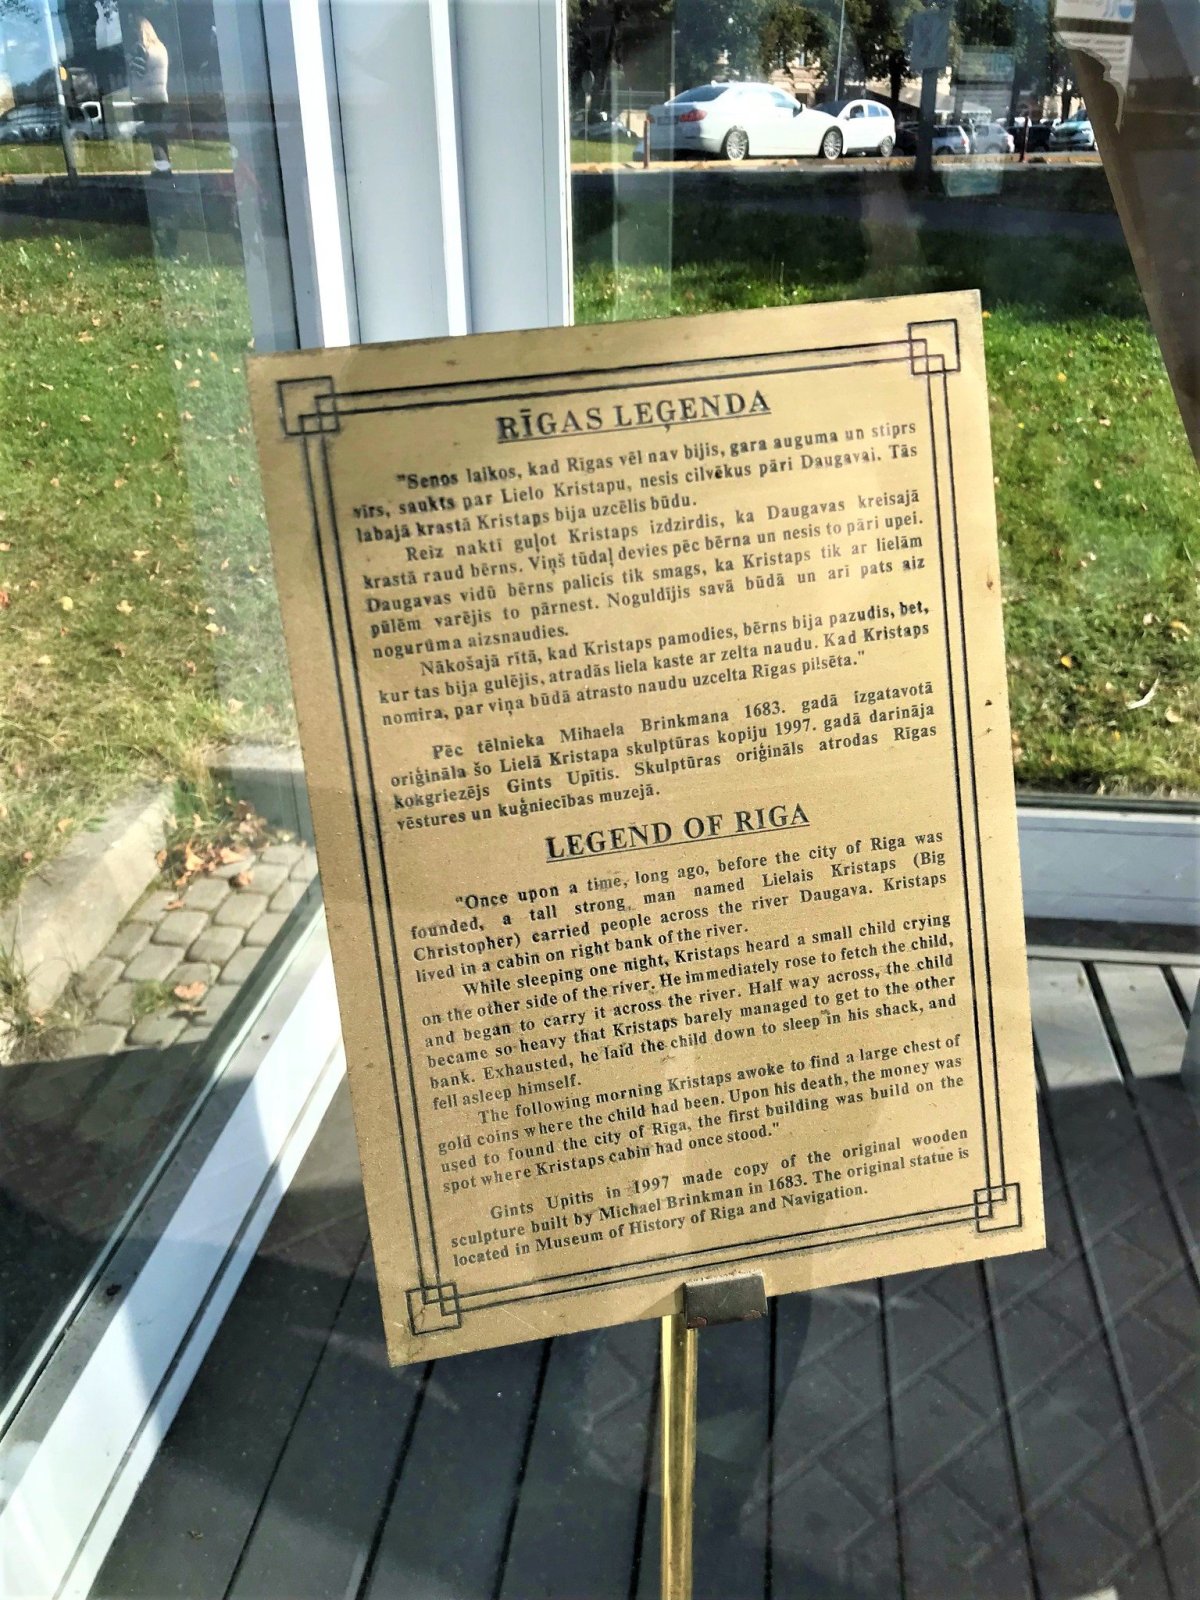 RĪGAS LEĢENDA
"Senos laikos, kad Rīgas vēl nav bijis, gara auguma un stiprs
vīrs, saukts par Lielo Kristapu, nesis cilvēkus pāri Daugavai. Tās
labajā krastā Kristaps bija uzcēlis būdu.
Reiz naktī guļot Kristaps izdzirdis, ka Daugavas kreisajā
krastā raud bērns. Viņš tūdaļ devies pēc bērna un nesis to pāri upei.
Daugavas vidū bērns palicis tik smags, ka Kristaps tik ar lielām
pūlēm varējis to pārnest. Noguldījis savā būdā un arī pats aiz
nogurūma aizsnaudies.
Nākošajā rītā, kad Kristaps pamodies, bērns bija pazudis, bet,
kur tas bija gulējis, atradās liela kaste ar zelta naudu. Kad Kristaps
nomira, par viņa būdā atrasto naudu uzcelta Rīgas pilsēta."
Pēc tēlnieka Mihaela Brinkmana 1683. gadā izgatavotā
oriģināla šo Lielā Kristapa skulptūras kopiju 1997. gadā darināja
kokgriezējs Gints Upītis. Skulptūras oriģināls atrodas Rīgas
vēstures un kuģniecības muzejā.
LEGEND OF RIGA
"Once upon a time, long ago, before the city of Riga was
founded, a tall strong man named Lielais Kristaps (Big
Christopher) carried people across the river Daugava. Kristaps
lived in a cabin on right bank of the river.
While sleeping one night, Kristaps heard a small child crying
on the other side of the river. He immediately rose to fetch the child,
and began to carry it across the river. Half way across, the child
became so heavy that Kristaps barely managed to get to the other
bank. Exhausted, he laid the child down to sleep in his shack, and
fell asleep himself.
The following morning Kristaps awoke to find a large chest of
gold coins where the child had been. Upon his death, the money was
used to found the city of Riga, the first building was build on the
spot where Kristaps cabin had once stood."
Gints Upitis in 1997 made copy of the original wooden
sculpture built by Michael Brinkman in 1683. The original statue is
located in Museum of History of Riga and Navigation.